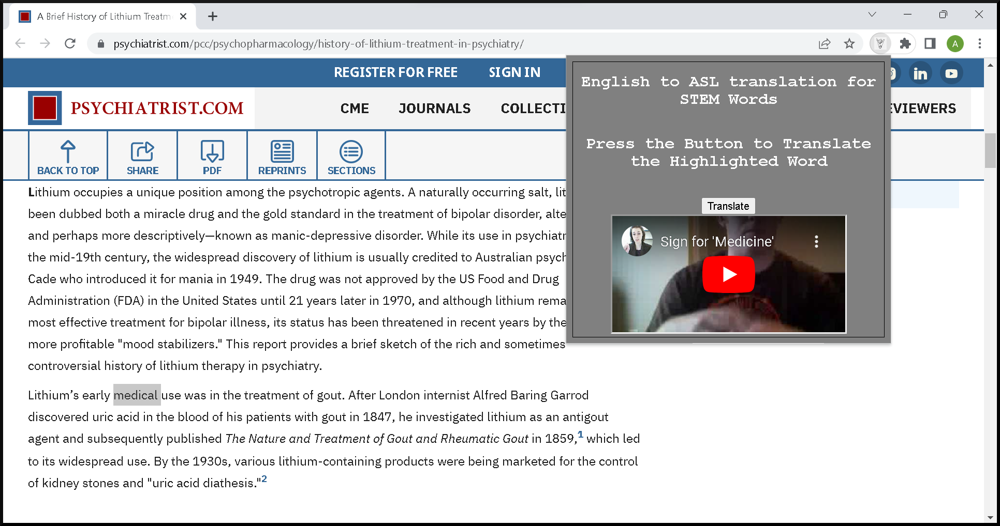 A Brief History of Lithium Treatm
psychiatrist.com/pcc/psychopharmacology/history-of-lithium-treatment-in-psychiatry/
A
REGISTER FOR FREE
SIGN IN
PSYCHIATRIST.COM
CME
JOURNALS
COLLECTI
EVIEWERS
BACK TO TOP
SHARE
PDF
REPRINTS
SECTIONS
English to ASL translation for
STEM Words
Press the Button to Translate
the Highlighted Word
Translate
Sign for 'Medicine'
Lithium occupies a unique position among the psychotropic agents. A naturally occurring salt, lit
been dubbed both a miracle drug and the gold standard in the treatment of bipolar disorder, alte
and perhaps more descriptively—known as manic-depressive disorder. While its use in psychiatr
the mid-19th century, the widespread discovery of lithium is usually credited to Australian psych
Cade who introduced it for mania in 1949. The drug was not approved by the US Food and Drug
Administration (FDA) in the United States until 21 years later in 1970, and although lithium rema
most effective treatment for bipolar illness, its status has been threatened in recent years by the
more profitable "mood stabilizers." This report provides a brief sketch of the rich and sometimes
controversial history of lithium therapy in psychiatry.
Lithium’s early medical use was in the treatment of gout. After London internist Alfred Baring Garrod
discovered uric acid in the blood of his patients with gout in 1847, he investigated lithium as an antigout
agent and subsequently published The Nature and Treatment of Gout and Rheumatic Gout in 1859,1 which led
to its widespread use. By the 1930s, various lithium-containing products were being marketed for the control
of kidney stones and "uric acid diathesis."2